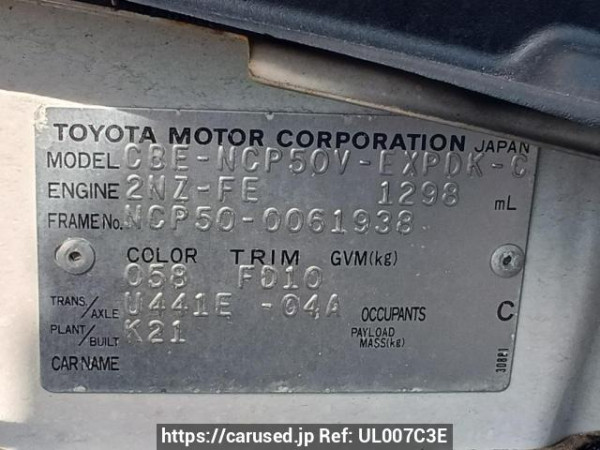 TOYOTA MOTOR CORPORATION JAPAN
MODEL CBE-NCP50V-EXPDK-C
ENGINE 2NZ-FE 1298 mL
FRAME No. NCP50-0061938
COLOR TRIM GVM(kg)
058 FD10
TRANS/AXLE U441E -04A OCCUPANTS C
PLANT/BUILT K21 PAYLOAD MASS(kg)
CAR NAME
https://carused.jp Ref: UL007C3E